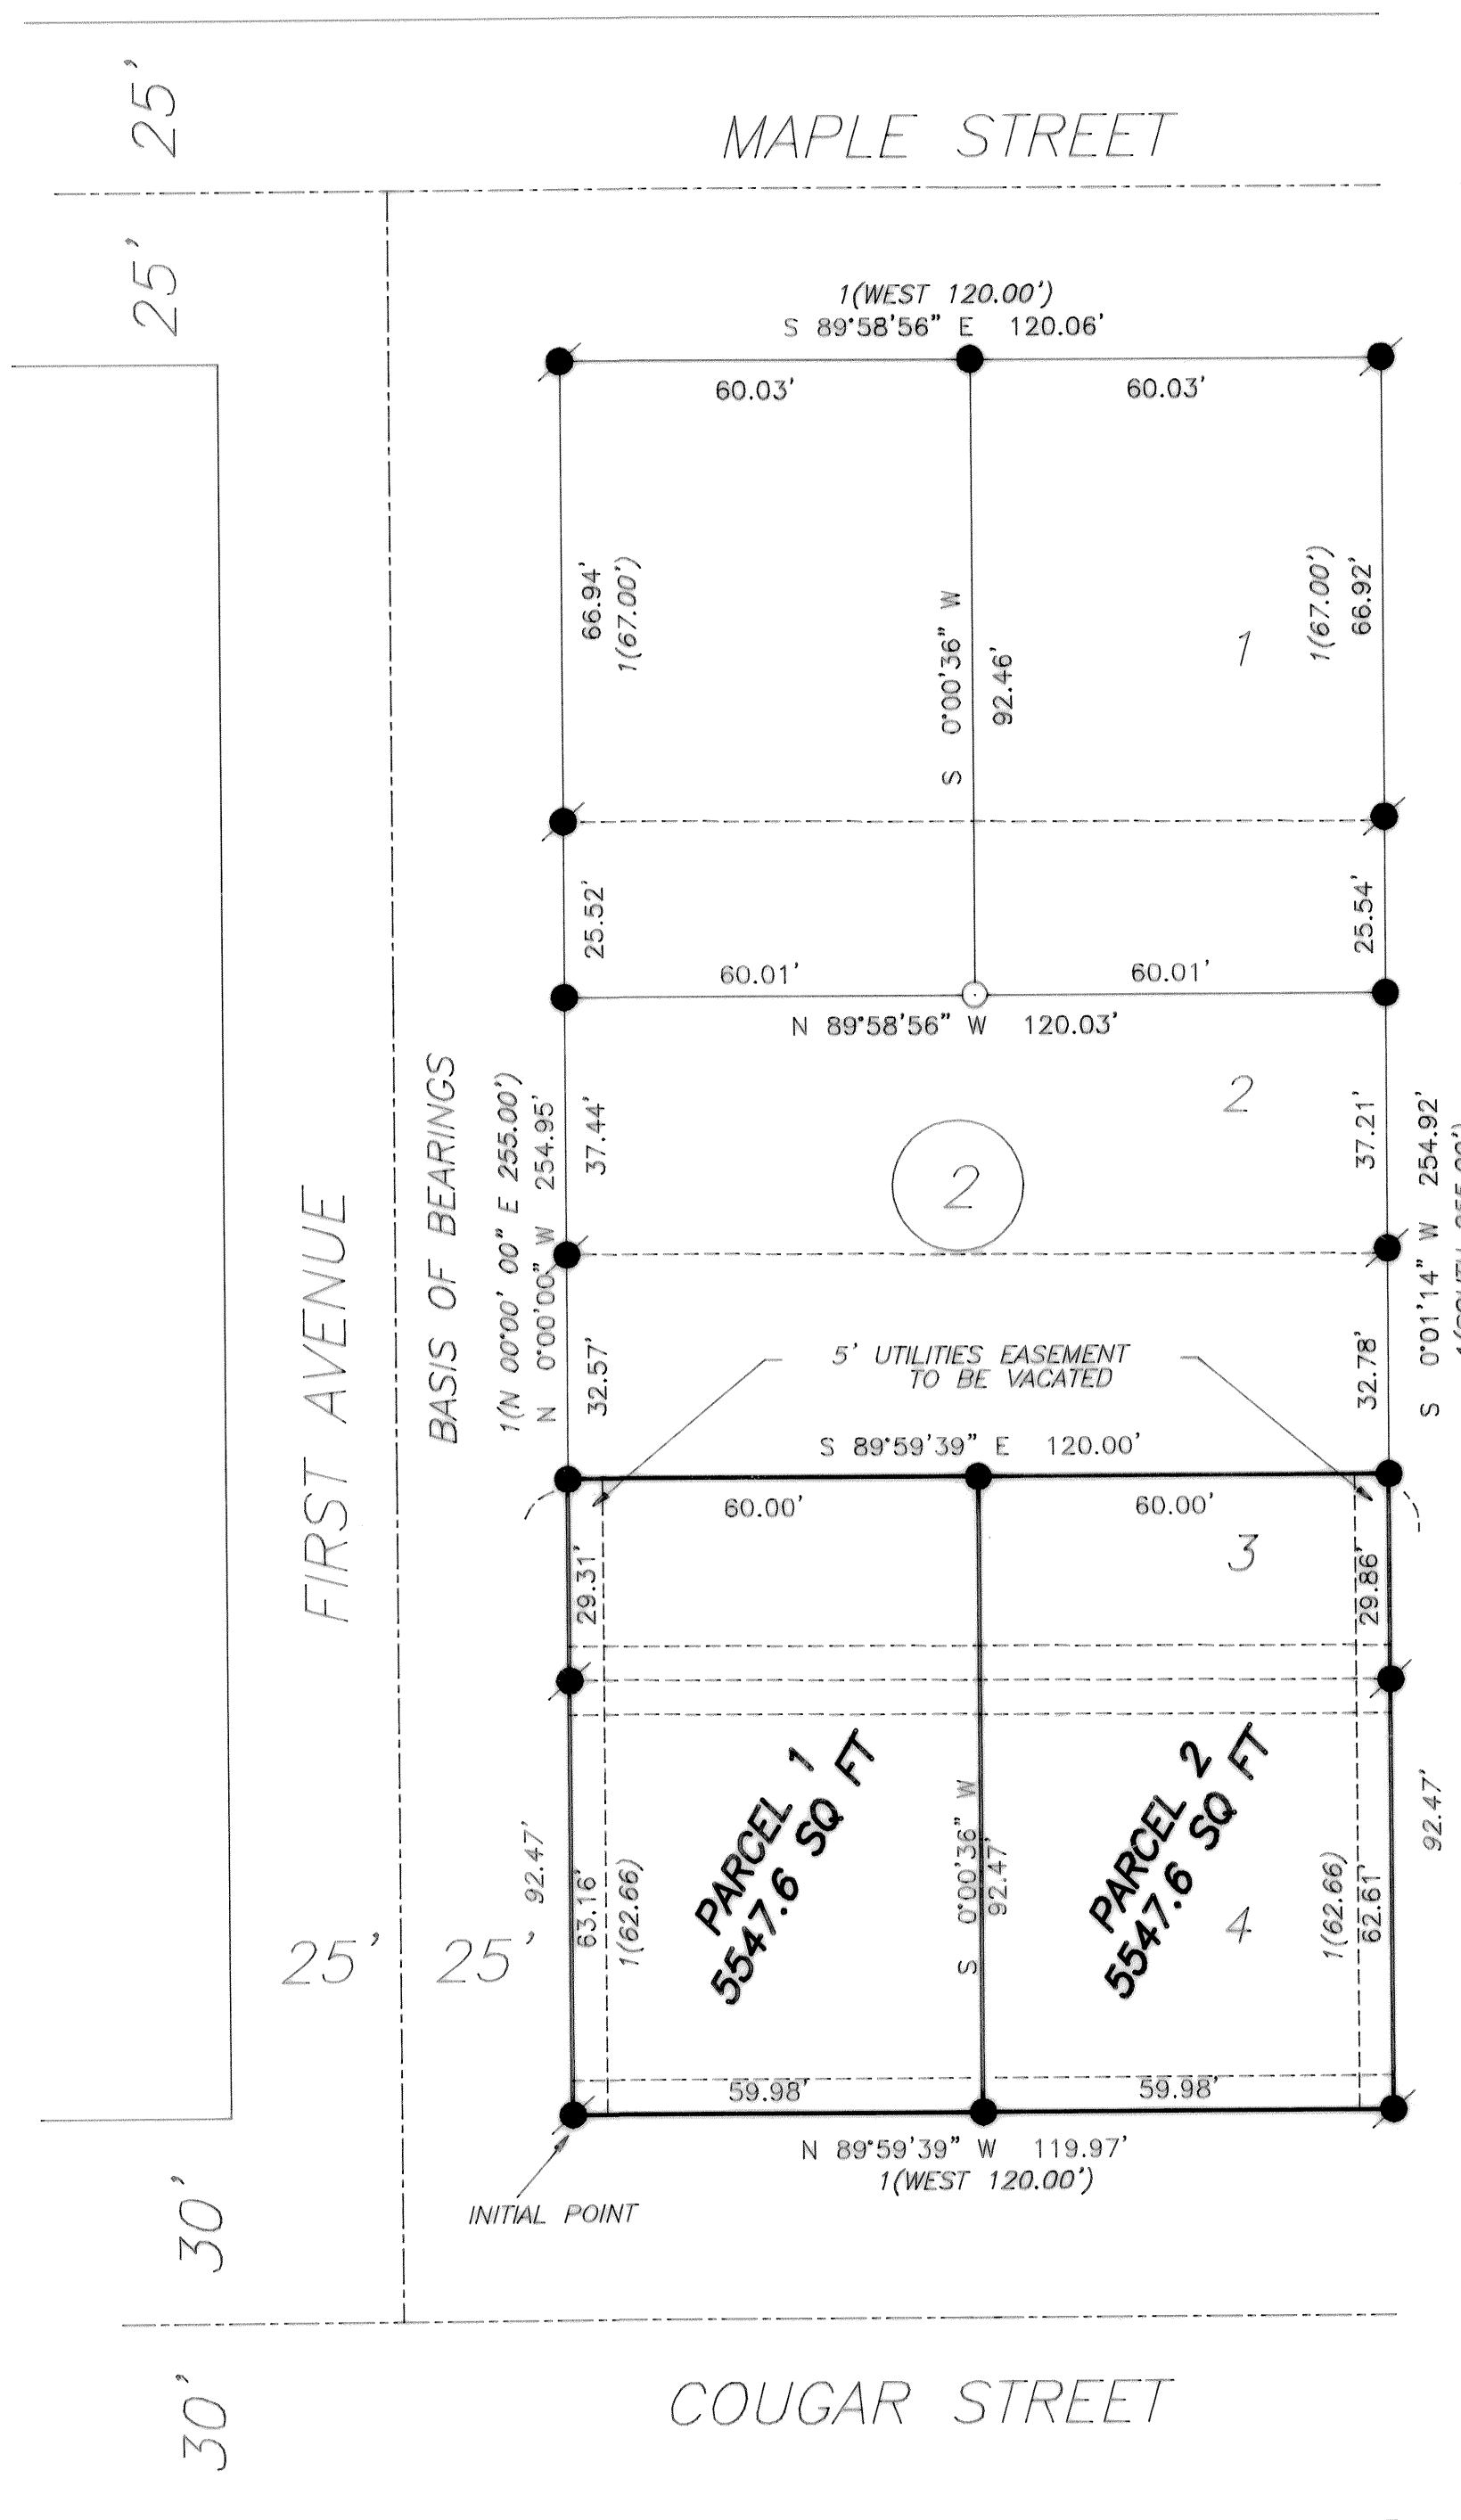 25'
MAPLE STREET
25'
1(WEST 120.00')
S 89°58'56" E 120.06'
60.03'
60.03'
66.94'
1(67.00')
S 0°00'36" W
92.46'
1
1(67.00')
66.92'
25.52'
25.54'
60.01'
60.01'
N 89°58'56" W 120.03'
FIRST AVENUE
BASIS OF BEARINGS
1(N 00°00' 00" E 255.00')
N 0°00'00" W 254.95'
37.44'
2
2
37.21'
S 0°01'14" W 254.92'
32.57'
5' UTILITIES EASEMENT
TO BE VACATED
32.78'
S 89°59'39" E 120.00'
60.00'
60.00'
29.31'
3
29.86'
92.47'
63.16'
1(62.66)
PARCEL 1
5547.6 SQ FT
S 0°00'36" W
92.47'
PARCEL 2
5547.6 SQ FT
4
1(62.66)
62.61'
92.47'
25'
25'
59.98'
59.98'
N 89°59'39" W 119.97'
1(WEST 120.00')
INITIAL POINT
30'
30'
COUGAR STREET